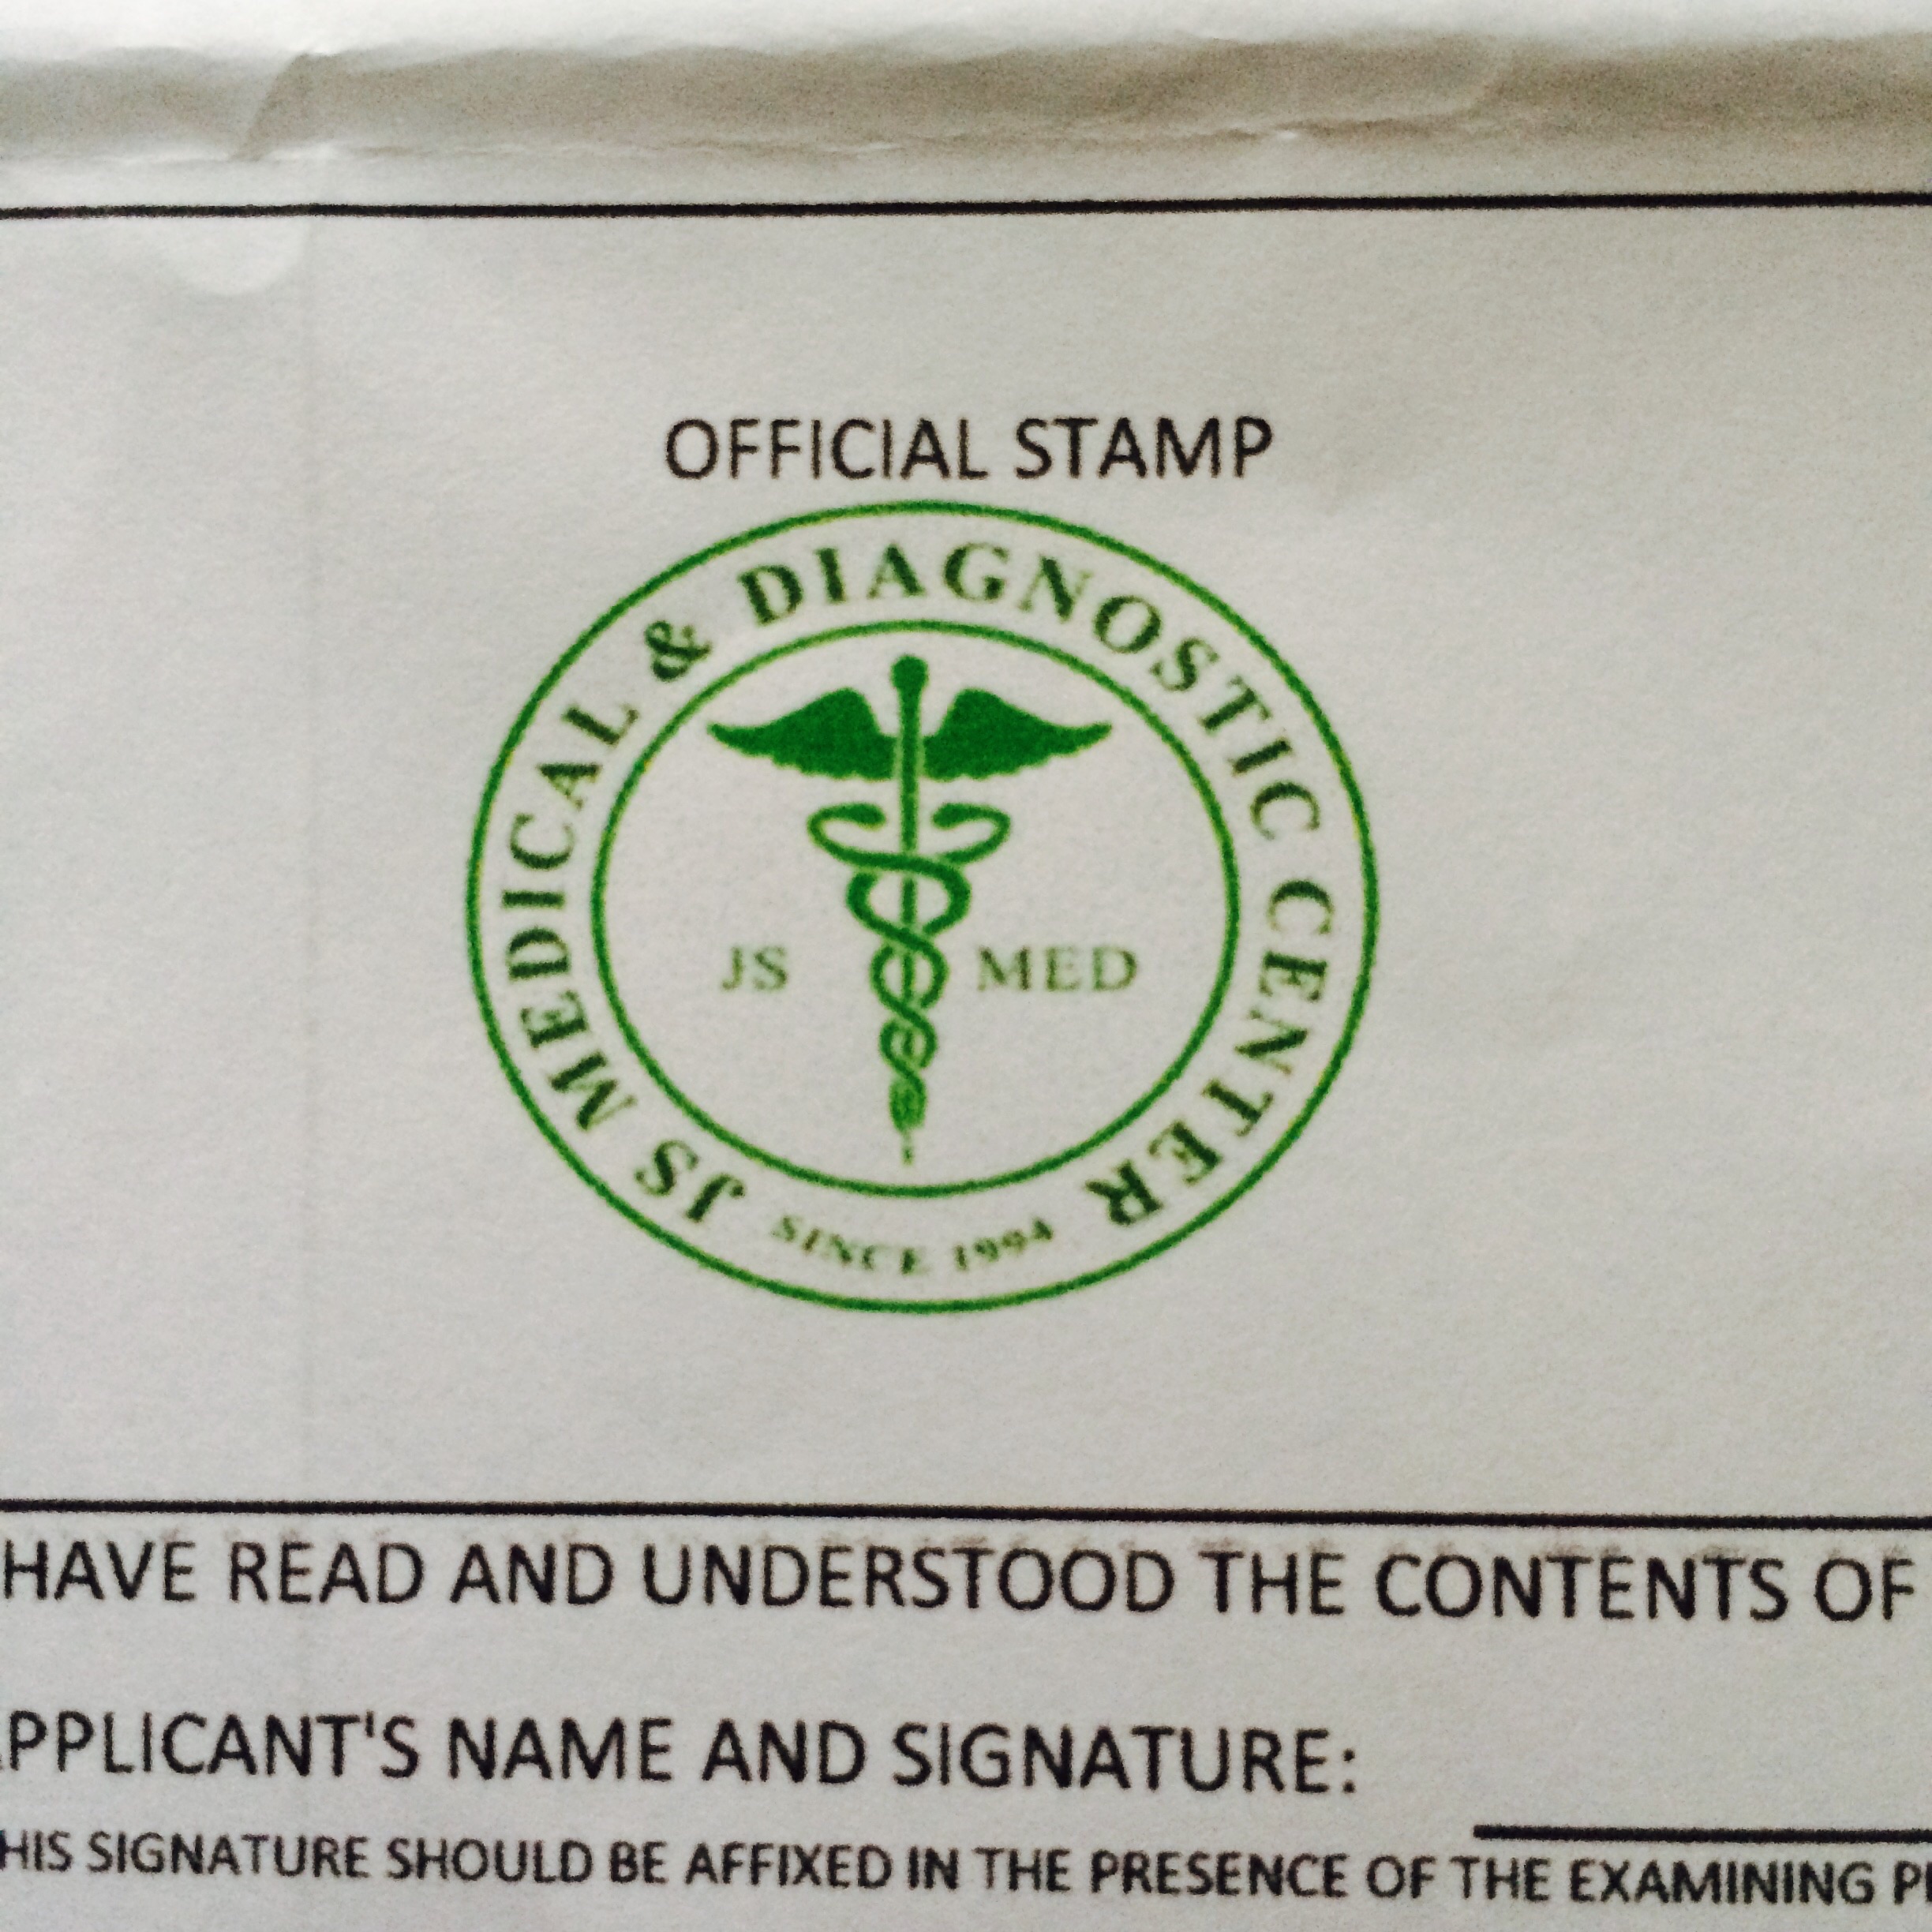 OFFICIAL STAMP
JS MEDICAL & DIAGNOSTIC CENTER
JS MED
SINCE 1994
HAVE READ AND UNDERSTOOD THE CONTENTS OF
PPLICANT'S NAME AND SIGNATURE:
HIS SIGNATURE SHOULD BE AFFIXED IN THE PRESENCE OF THE EXAMINING